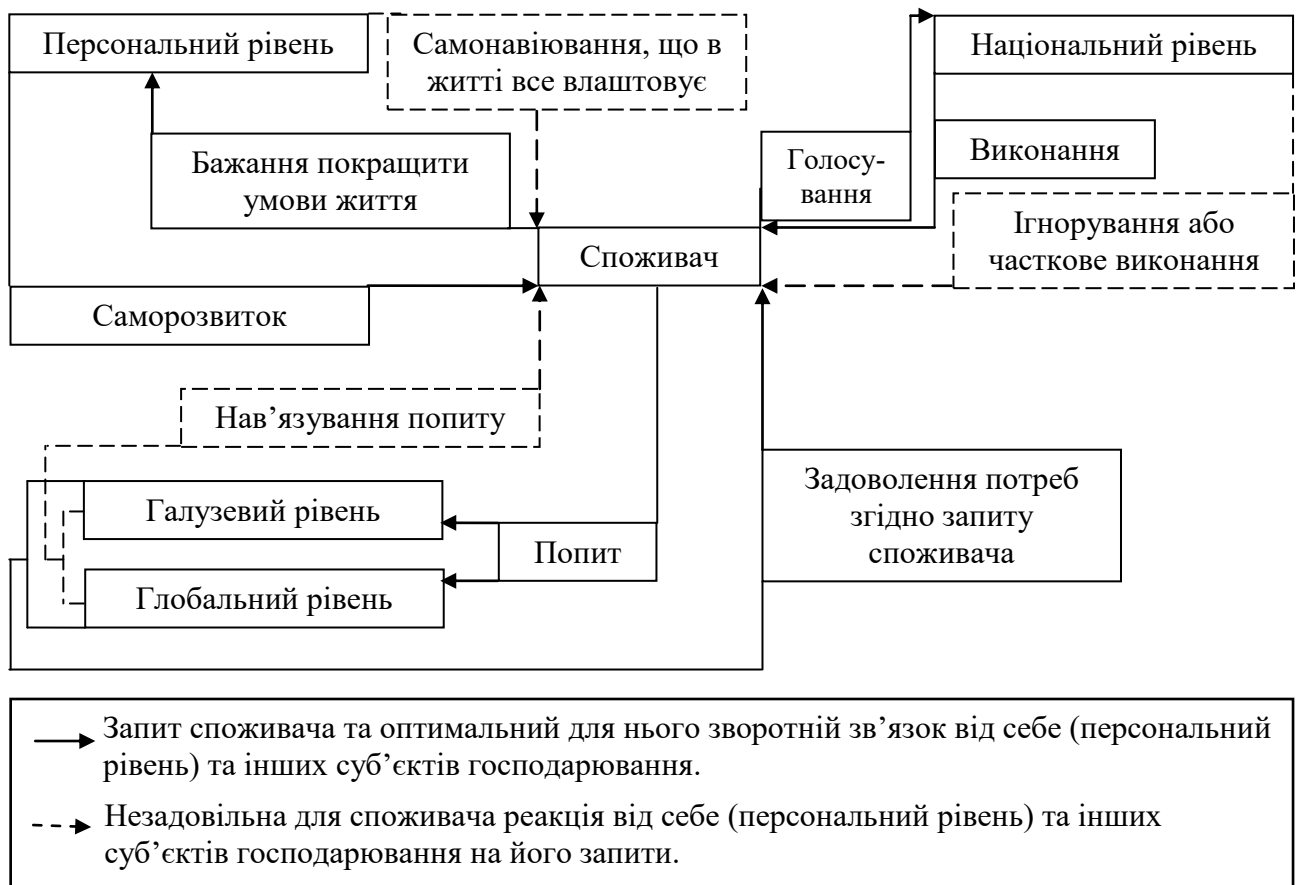 Персональний рівень
Самонавіювання, що в
житті все влаштовує
Національний рівень
Бажання покращити
умови життя
Голосу-
вання
Виконання
Ігнорування або
часткове виконання
Споживач
Саморозвиток
Нав’язування попиту
Галузевий рівень
Попит
Глобальний рівень
Задоволення потреб
згідно запиту
споживача
Запит споживача та оптимальний для нього зворотній зв’язок від себе (персональний
рівень) та інших суб’єктів господарювання.
Незадовільна для споживача реакція від себе (персональний рівень) та інших
суб’єктів господарювання на його запити.